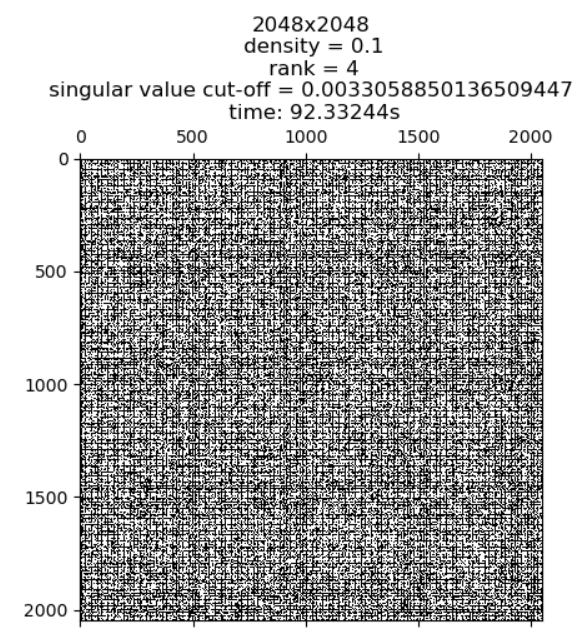 2048x2048
density = 0.1
rank = 4
singular value cut-off = 0.0033058850136509447
time: 92.33244s
0 500 1000 1500 2000
0
500
1000
1500
2000